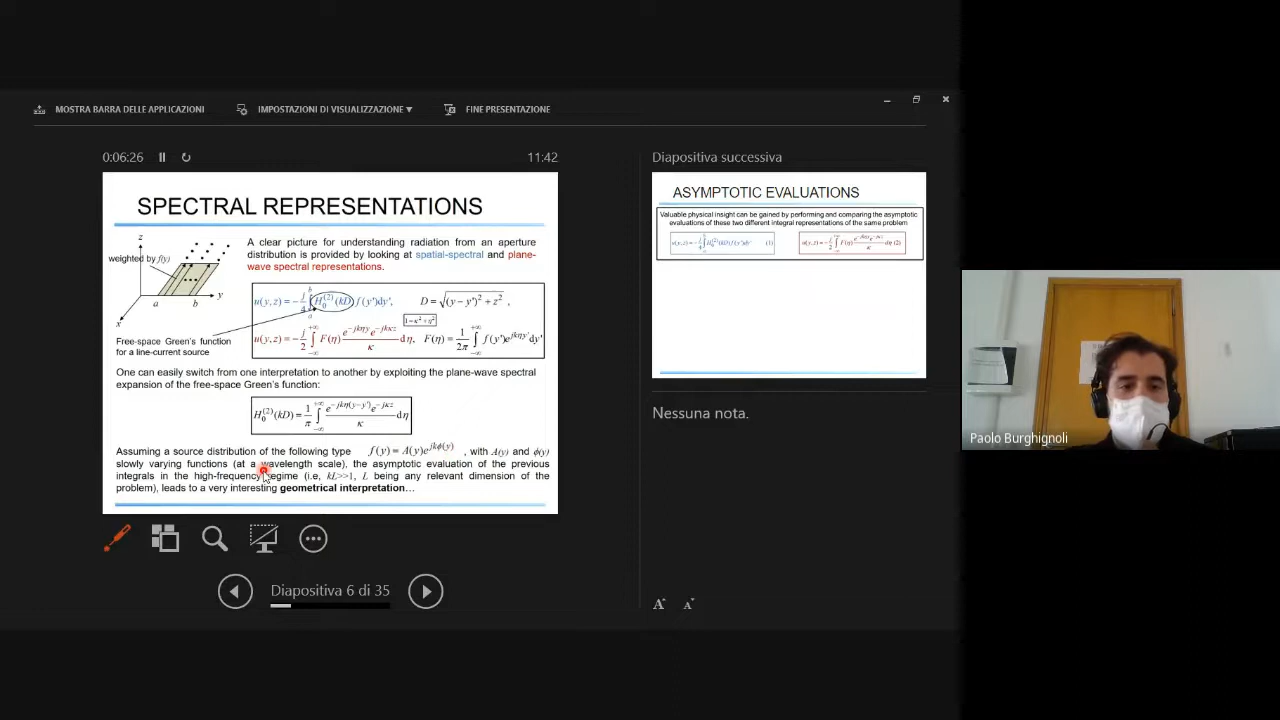 MOSTRA BARRA DELLE APPLICAZIONI IMPOSTAZIONI DI VISUALIZZAZIONE ▼ FINE PRESENTAZIONE
0:06:26 11:42
SPECTRAL REPRESENTATIONS
z
weighted by f(y)
y
a b
x
Free-space Green's function
for a line-current source
A clear picture for understanding radiation from an aperture
distribution is provided by looking at spatial-spectral and plane-
wave spectral representations.
One can easily switch from one interpretation to another by exploiting the plane-wave spectral
expansion of the free-space Green's function:
Assuming a source distribution of the following type f(y) = A(y)e^{jkϕ(y)}, with A(y) and ϕ(y)
slowly varying functions (at a wavelength scale), the asymptotic evaluation of the previous
integrals in the high-frequency regime (i.e, kL>>1, L being any relevant dimension of the
problem), leads to a very interesting geometrical interpretation…
Diapositiva 6 di 35
Diapositiva successiva
ASYMPTOTIC EVALUATIONS
Valuable physical insight can be gained by performing and comparing the asymptotic
evaluations of these two different integral representations of the same problem
Nessuna nota.
A A
Paolo Burghignoli